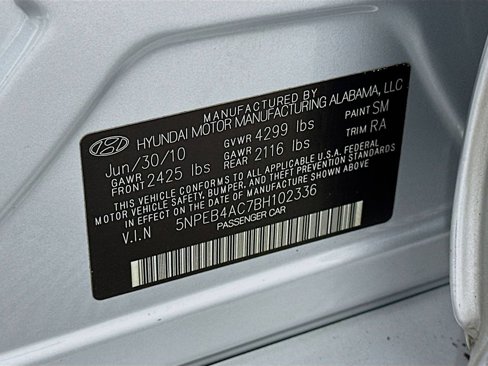 MANUFACTURED BY
HYUNDAI MOTOR MANUFACTURING ALABAMA, LLC
Jun/30/10 GVWR 4299 lbs PAINT SM
GAWR FRONT 2425 lbs GAWR REAR 2116 lbs TRIM RA
THIS VEHICLE CONFORMS TO ALL APPLICABLE U.S.A. FEDERAL
MOTOR VEHICLE SAFETY, BUMPER, AND THEFT PREVENTION STANDARDS
IN EFFECT ON THE DATE OF MANUFACTURE SHOWN ABOVE.
V.I.N 5NPEB4AC7BH102336
PASSENGER CAR